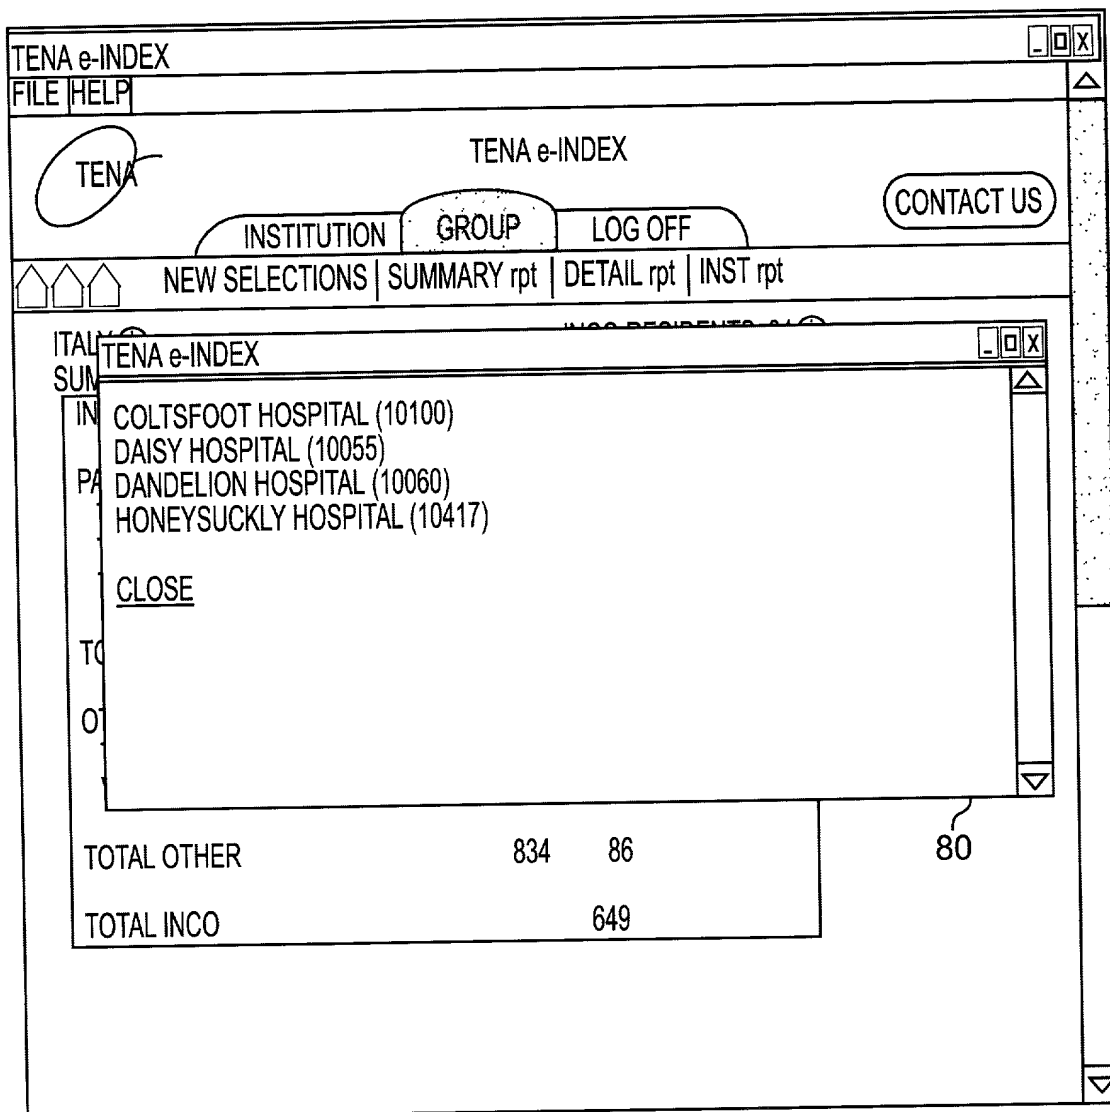 TENA e-INDEX
FILE HELP
TENA
TENA e-INDEX
CONTACT US
INSTITUTION GROUP LOG OFF
NEW SELECTIONS | SUMMARY rpt | DETAIL rpt | INST rpt
ITALY
TENA e-INDEX
COLTSFOOT HOSPITAL (10100)
DAISY HOSPITAL (10055)
DANDELION HOSPITAL (10060)
HONEYSUCKLY HOSPITAL (10417)
CLOSE
80
TOTAL OTHER 834 86
TOTAL INCO 649